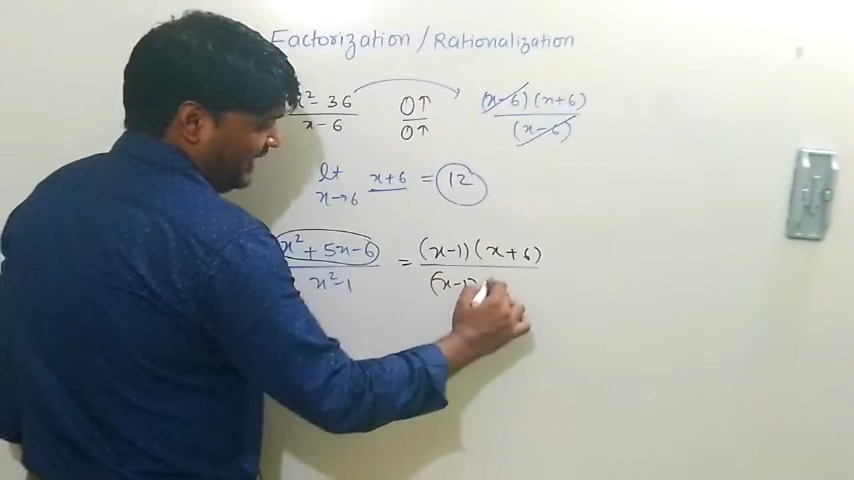 Factorization / Rationalization
x² - 36 / x - 6    0↑ / 0↑    (x-6)(x+6) / (x-6)
lt x→6 x+6 = 12
x² + 5x - 6 / x² - 1 = (x-1)(x+6) / (x-1)